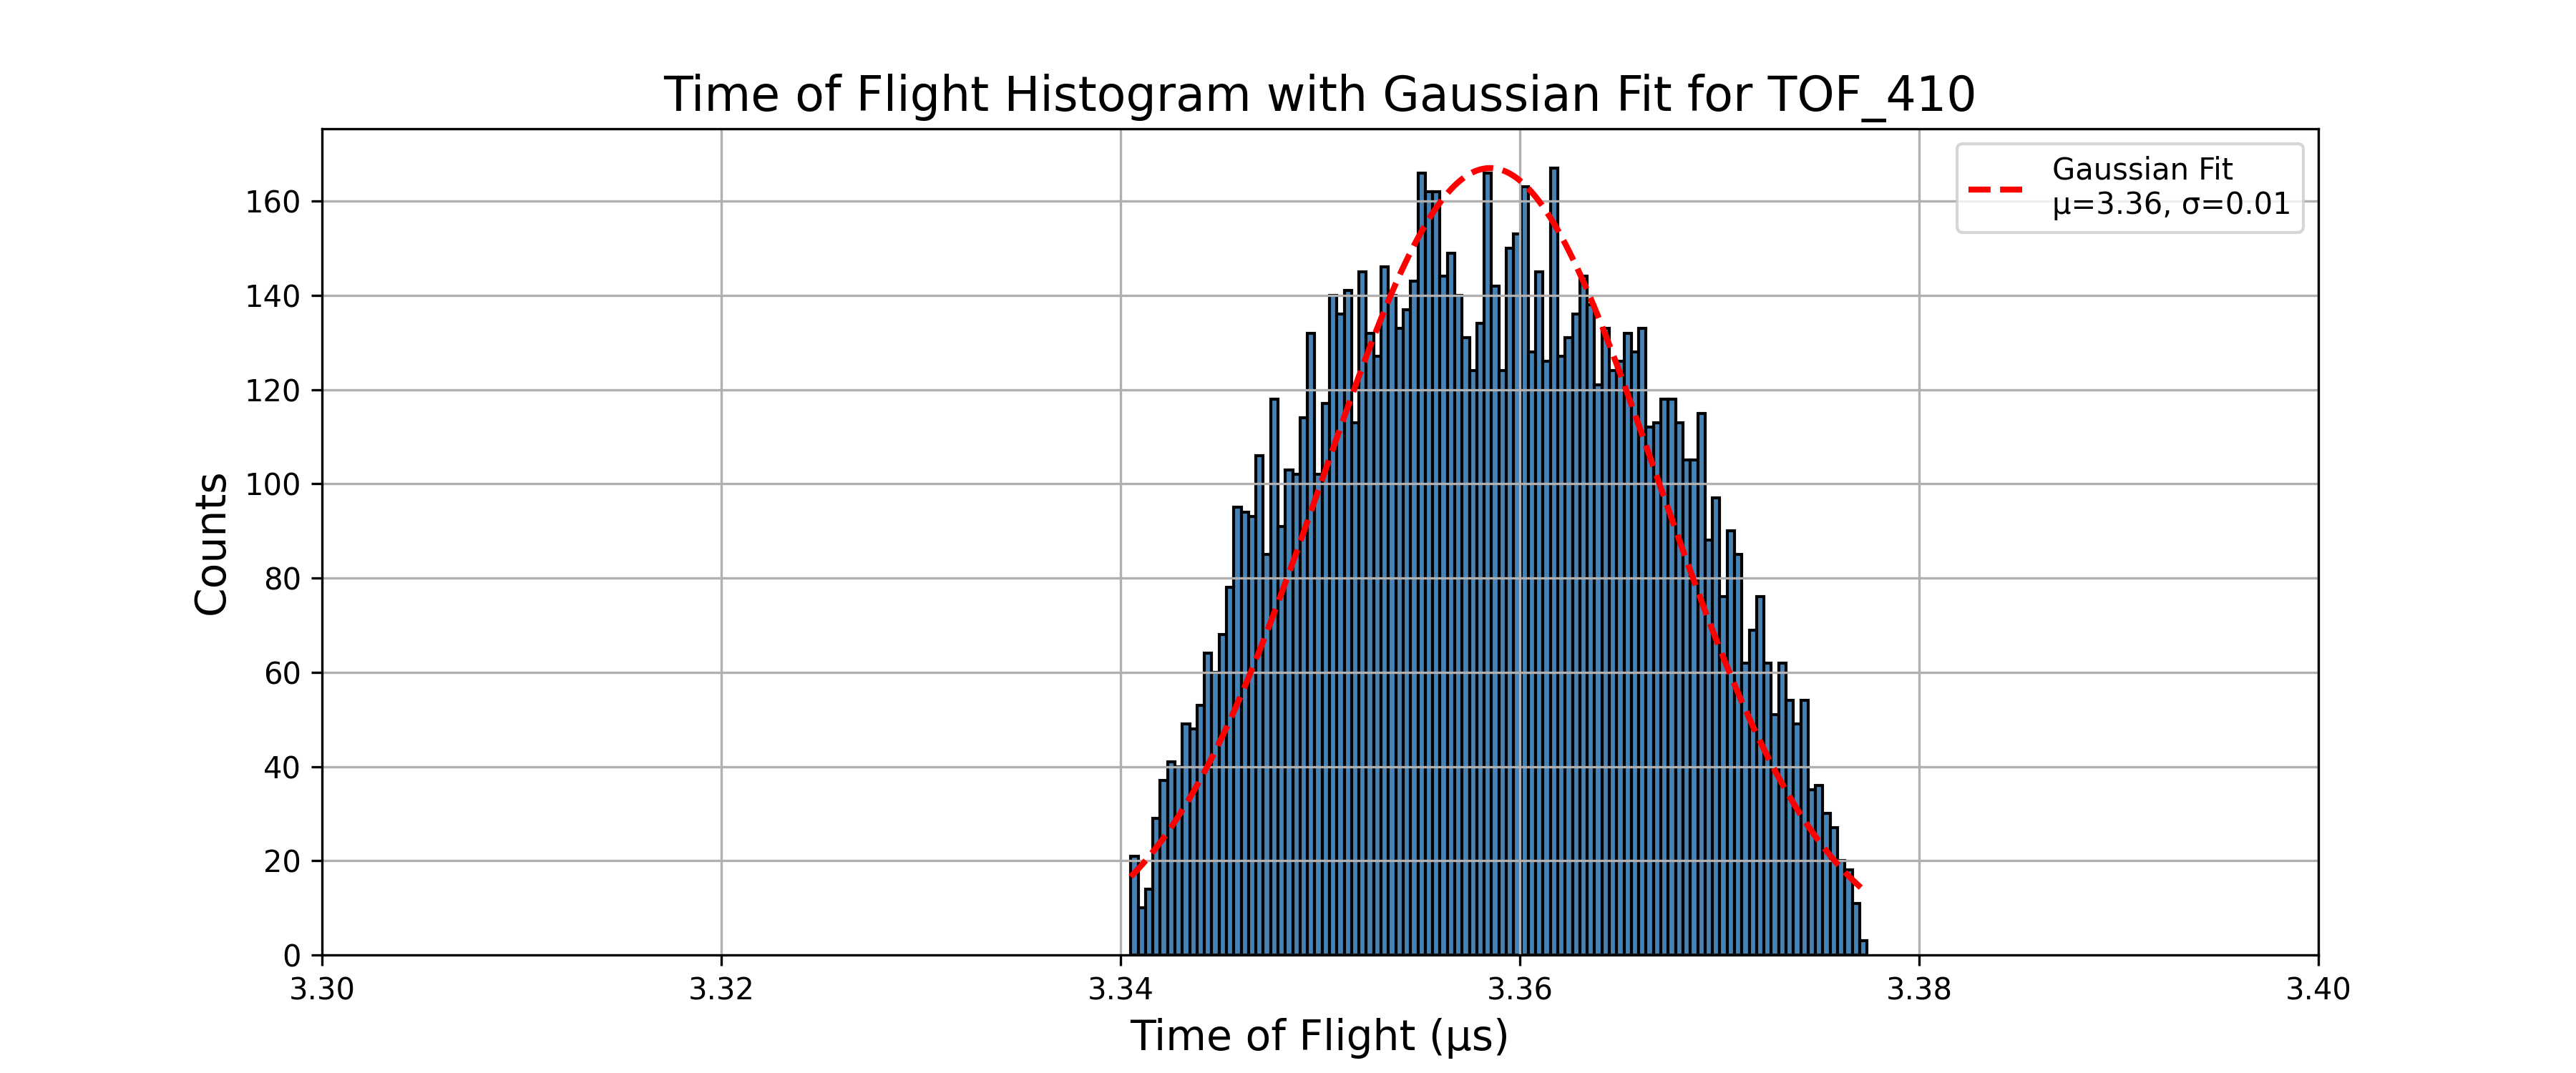 Time of Flight Histogram with Gaussian Fit for TOF_410
Gaussian Fit
μ=3.36, σ=0.01
160
140
120
100
80
60
40
20
0
Counts
3.30 3.32 3.34 3.36 3.38 3.40
Time of Flight (μs)